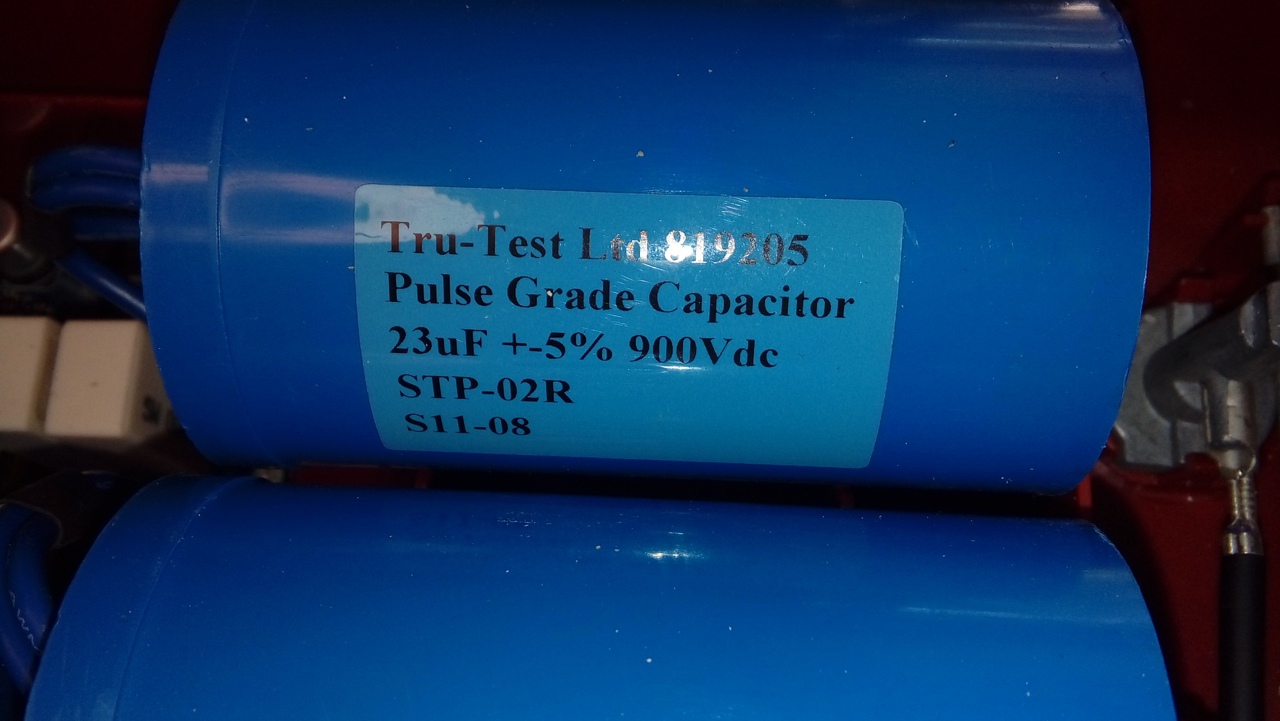 Tru-Test Ltd 819205
Pulse Grade Capacitor
23uF +-5% 900Vdc
STP-02R
S11-08